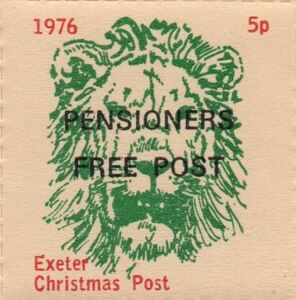 1976 5p
PENSIONERS
FREE POST
Exeter
Christmas Post